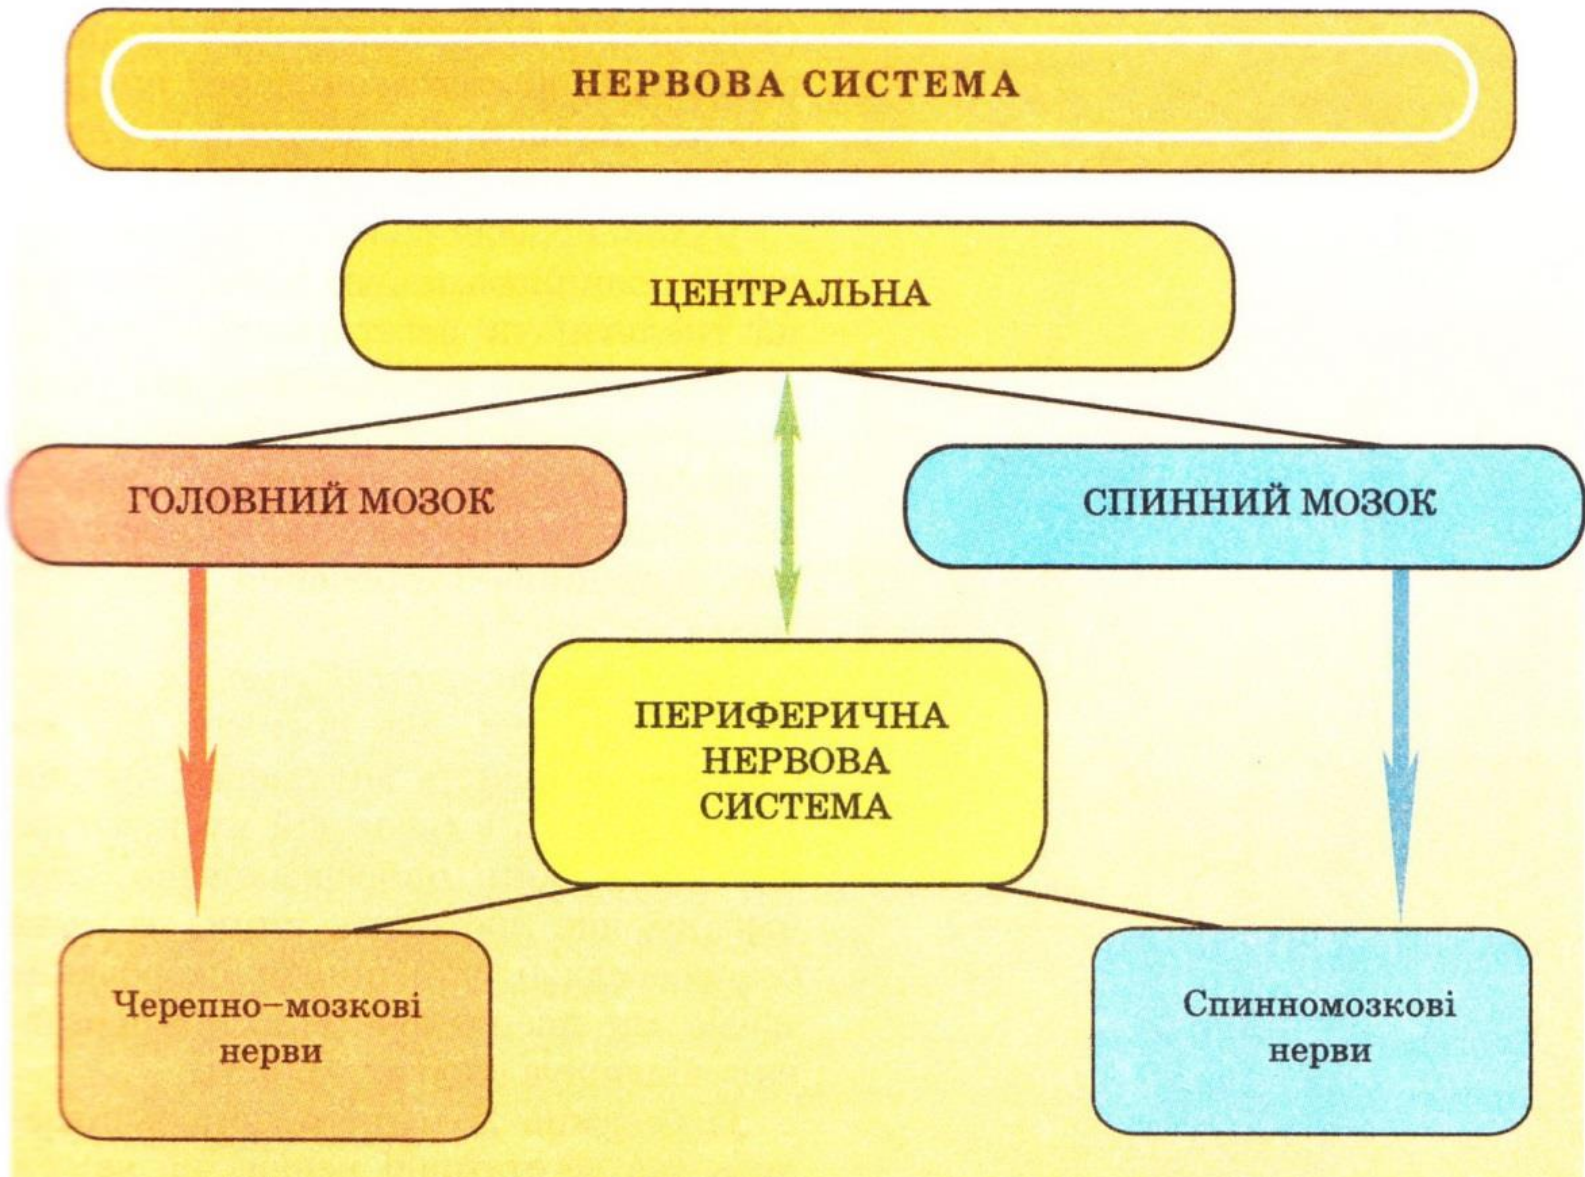 НЕРВОВА СИСТЕМА
ЦЕНТРАЛЬНА
ГОЛОВНИЙ МОЗОК
СПИННИЙ МОЗОК
ПЕРИФЕРИЧНА
НЕРВОВА
СИСТЕМА
Черепно–мозкові
нерви
Спинномозкові
нерви